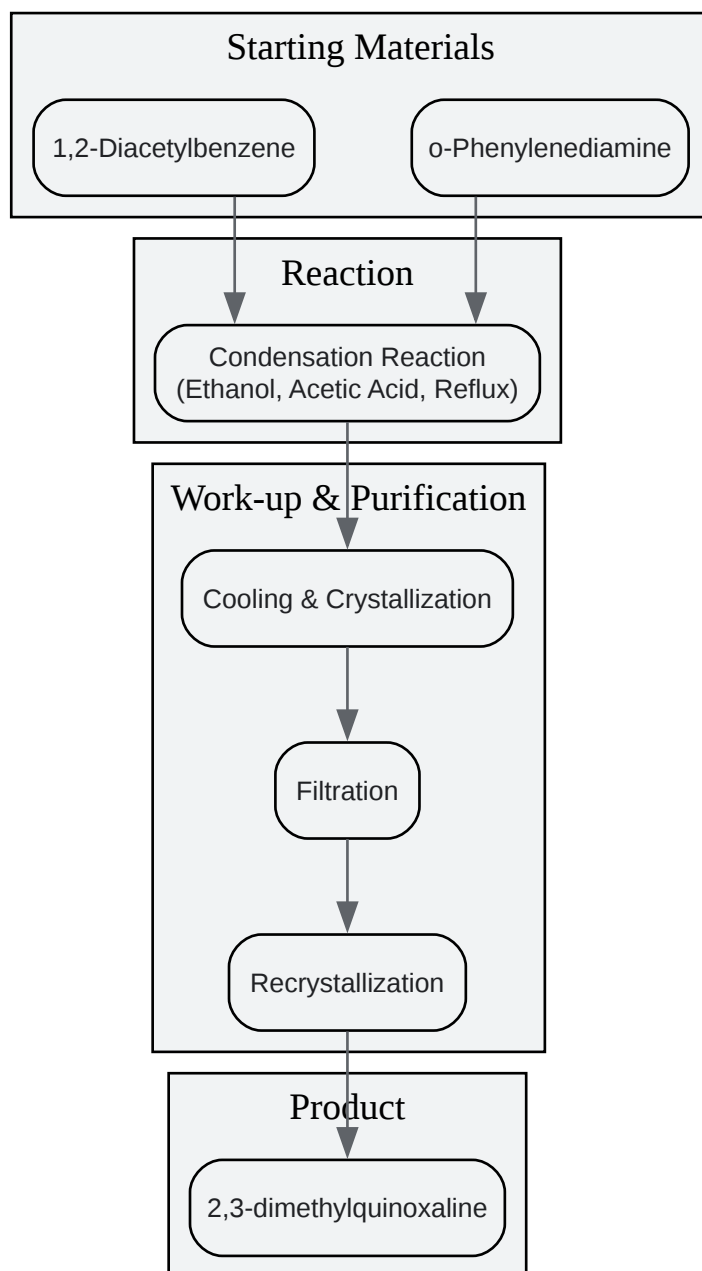 Starting Materials
1,2-Diacetylbenzene
o-Phenylenediamine
Reaction
Condensation Reaction
(Ethanol, Acetic Acid, Reflux)
Work-up & Purification
Cooling & Crystallization
Filtration
Recrystallization
Product
2,3-dimethylquinoxaline